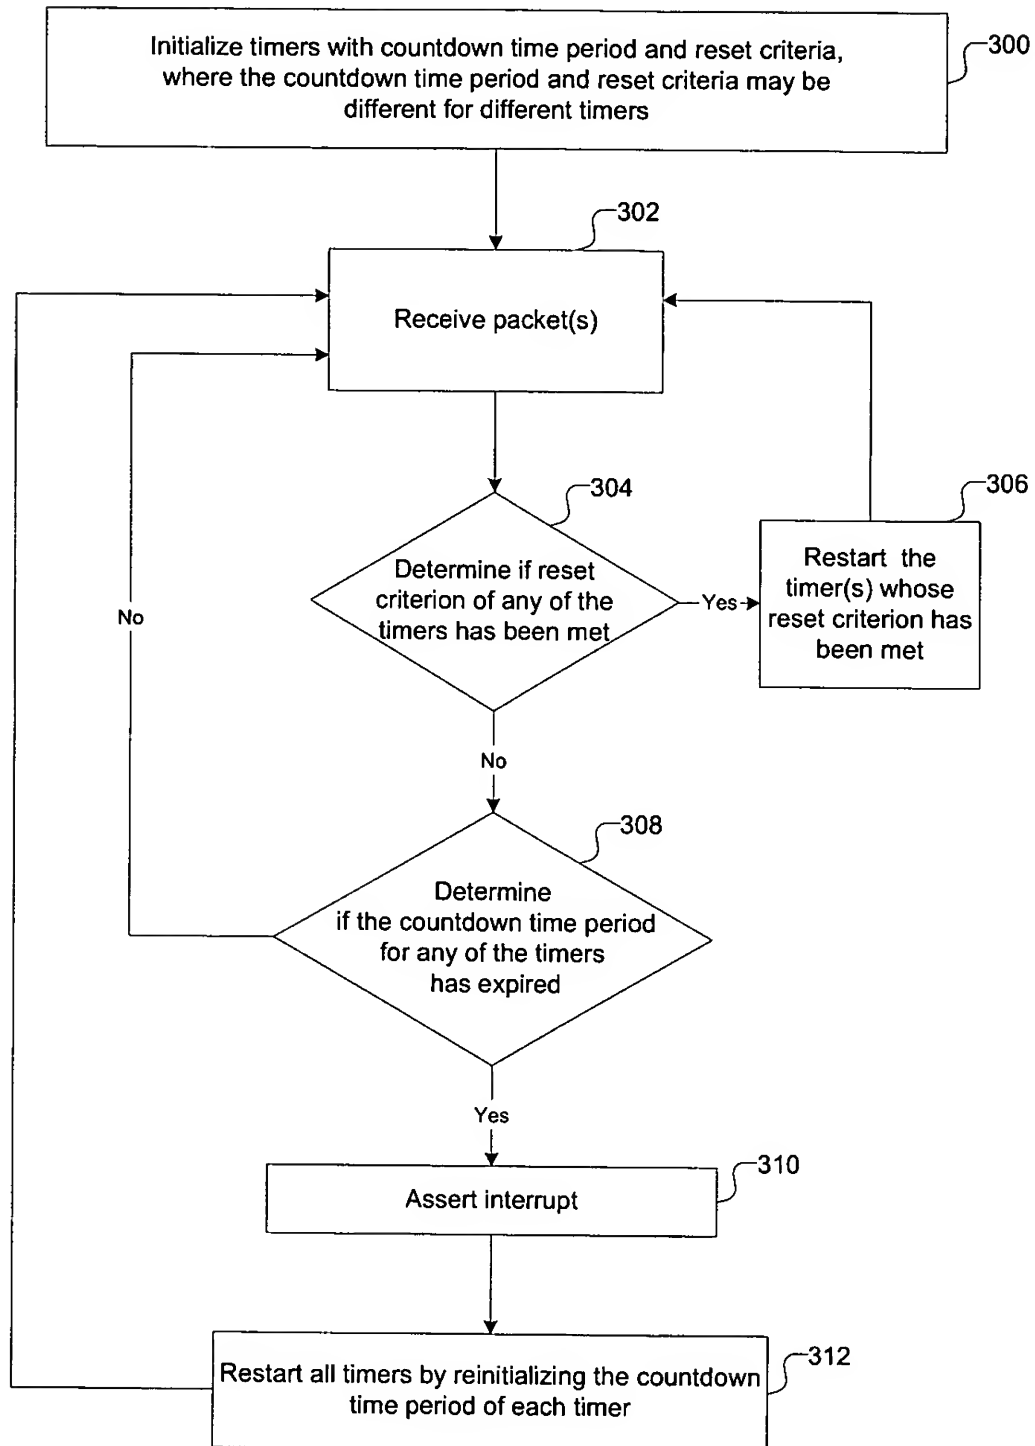 Initialize timers with countdown time period and reset criteria,
where the countdown time period and reset criteria may be
different for different timers
300
302
Receive packet(s)
304
Determine if reset
criterion of any of the
timers has been met
Yes
306
Restart the
timer(s) whose
reset criterion has
been met
No
No
308
Determine
if the countdown time period
for any of the timers
has expired
Yes
310
Assert interrupt
312
Restart all timers by reinitializing the countdown
time period of each timer